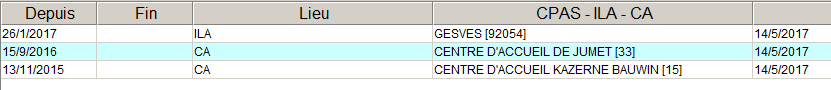 Depuis Fin Lieu CPAS - ILA - CA
26/1/2017 ILA GESVES [92054] 14/5/2017
15/9/2016 CA CENTRE D'ACCUEIL DE JUMET [33] 14/5/2017
13/11/2015 CA CENTRE D'ACCUEIL KAZERNE BAUWIN [15] 14/5/2017